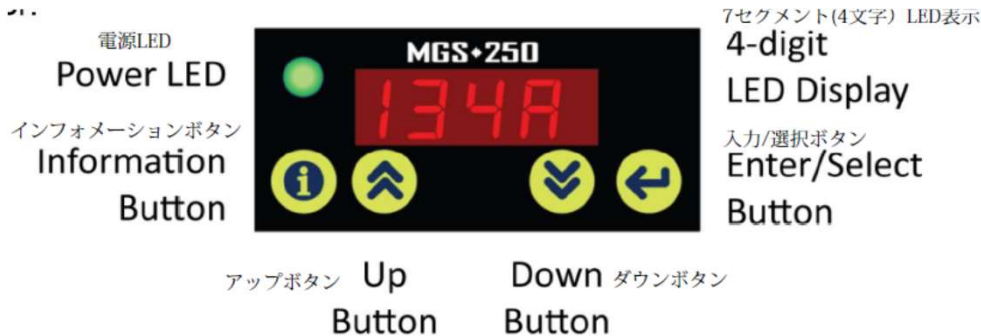 電源LED
Power LED
インフォメーションボタン
Information
Button
MGS•250
134A
7セグメント(4文字）LED表示
4-digit
LED Display
入力/選択ボタン
Enter/Select
Button
アップボタン Up
Button
Down ダウンボタン
Button